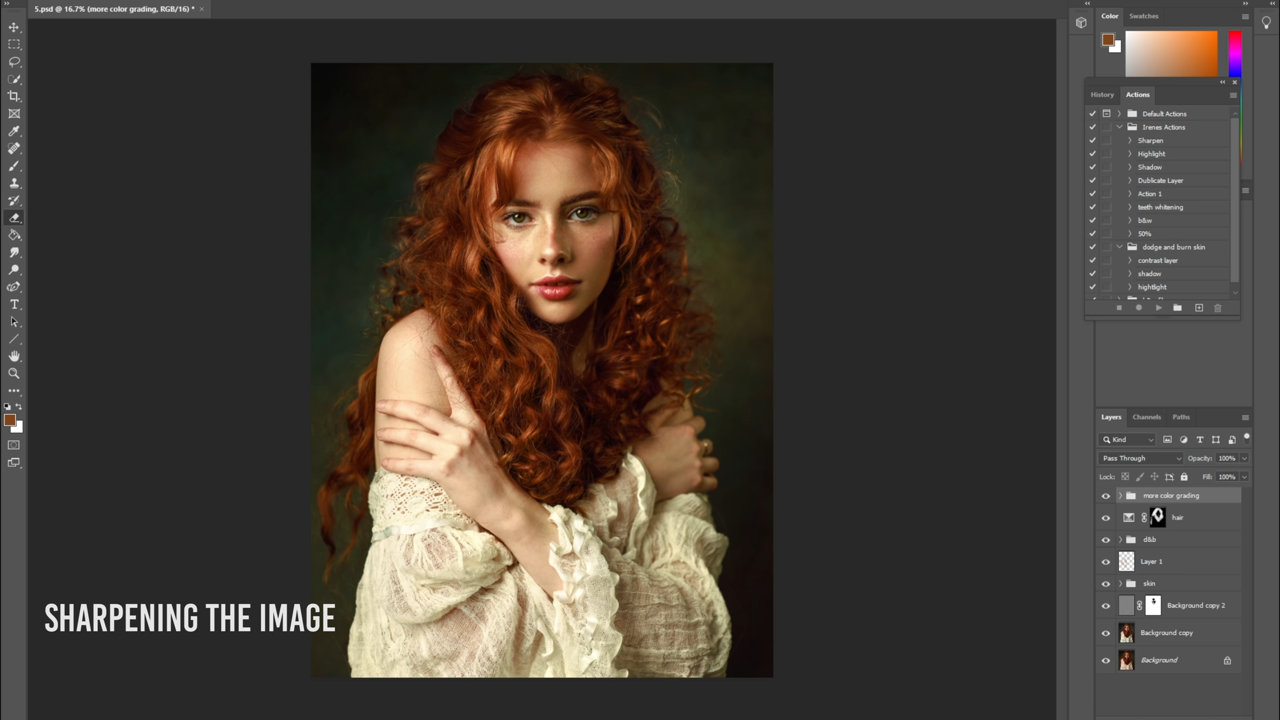 5.psd @ 16.7% (more color grading, RGB/16) *
Color
Swatches
History
Actions
Default Actions
Irenes Actions
Sharpen
Highlight
Shadow
Dublicate Layer
Action 1
teeth whitening
b&w
50%
dodge and burn skin
contrast layer
shadow
hightlight
Layers
Channels
Paths
Kind
Pass Through
Opacity: 100%
Lock:
Fill: 100%
more color grading
hair
d&b
Layer 1
skin
Background copy 2
Background copy
Background
SHARPENING THE IMAGE